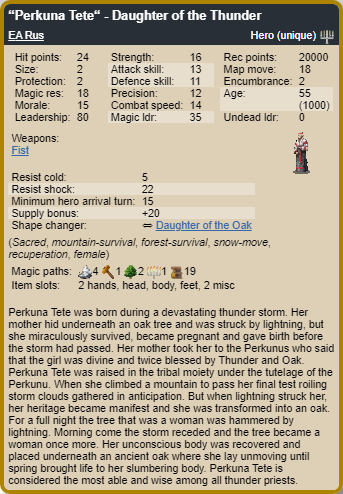 “Perkuna Tete“ - Daughter of the Thunder
EA Rus Hero (unique)
Hit points: 24 Strength: 16 Rec points: 20000
Size: 2 Attack skill: 13 Map move: 18
Protection: 2 Defence skill: 11 Encumbrance: 2
Magic res: 18 Precision: 12 Age: 55
Morale: 15 Combat speed: 14 (1000)
Leadership: 80 Magic ldr: 35 Undead ldr: 0
Weapons:
Fist
Resist cold: 5
Resist shock: 22
Minimum hero arrival turn: 15
Supply bonus: +20
Shape changer: ⇔ Daughter of the Oak
(Sacred, mountain-survival, forest-survival, snow-move,
recuperation, female)
Magic paths: 4 1 2 1 19
Item slots: 2 hands, head, body, feet, 2 misc
Perkuna Tete was born during a devastating thunder storm. Her
mother hid underneath an oak tree and was struck by lightning, but
she miraculously survived, became pregnant and gave birth before
the storm had passed. Her mother took her to the Perkunus who said
that the girl was divine and twice blessed by Thunder and Oak.
Perkuna Tete was raised in the tribal moiety under the tutelage of the
Perkunu. When she climbed a mountain to pass her final test roiling
storm clouds gathered in anticipation. But when lightning struck her,
her heritage became manifest and she was transformed into an oak.
For a full night the tree that was a woman was hammered by
lightning. Morning come the storm receded and the tree became a
woman once more. Her unconscious body was recovered and
placed underneath an ancient oak where she lay unmoving until
spring brought life to her slumbering body. Perkuna Tete is
considered the most able and wise among all thunder priests.